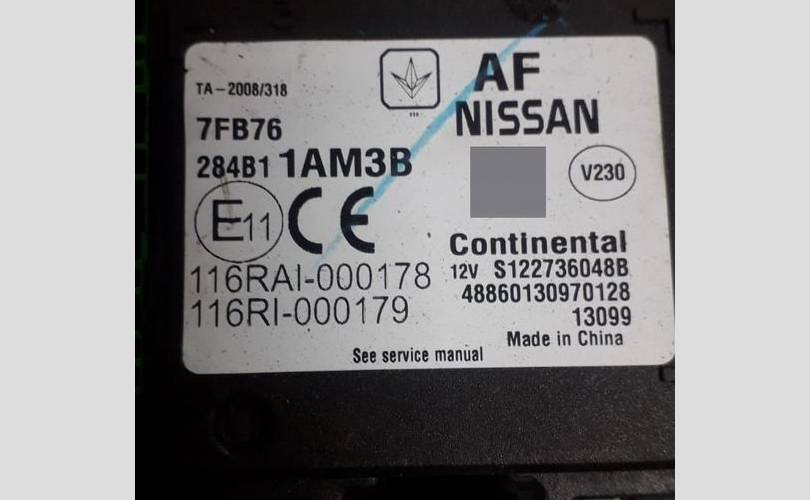 TA-2008/318
AF
7FB76
NISSAN
284B1 1AM3B
V230
E11 CE
Continental
116RAI-000178
12V S122736048B
116RI-000179
48860130970128
13099
Made in China
See service manual